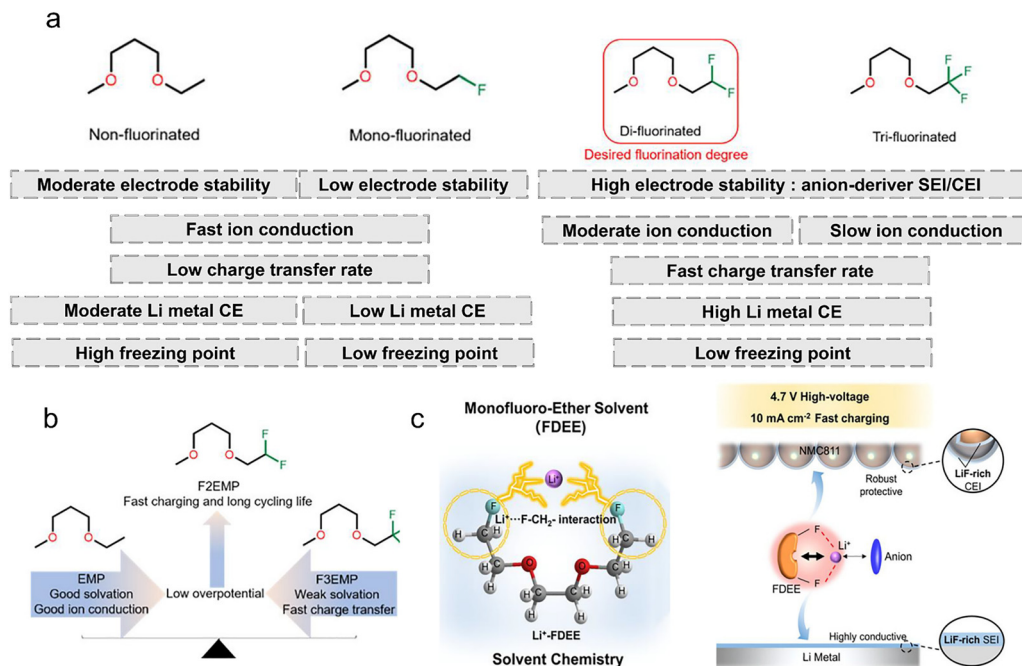 a
O
O
Non-fluorinated
O
O
F
Mono-fluorinated
F
O
O
F
Di-fluorinated
Desired fluorination degree
F
O
O
F
F
Tri-fluorinated
Moderate electrode stability
Low electrode stability
High electrode stability : anion-deriver SEI/CEI
Fast ion conduction
Moderate ion conduction
Slow ion conduction
Low charge transfer rate
Fast charge transfer rate
Moderate Li metal CE
Low Li metal CE
High Li metal CE
High freezing point
Low freezing point
Low freezing point
b
F
O
O
F
F2EMP
Fast charging and long cycling life
O
O
O
O
F
EMP
Good solvation
Good ion conduction
Low overpotential
F3EMP
Weak solvation
Fast charge transfer
c
Monofluoro-Ether Solvent
(FDEE)
Li⁺
F
F
Li⁺···F-CH₂- interaction
H
C
H
H
C
H
H
C
O
O
C
H
H
H
C
C
H
H
H
Li⁺-FDEE
Solvent Chemistry
4.7 V High-voltage
10 mA cm⁻² Fast charging
NMC811
Robust
protective
LiF-rich
CEI
F
Li⁺
F
FDEE
Anion
Highly conductive
Li Metal
LiF-rich SEI